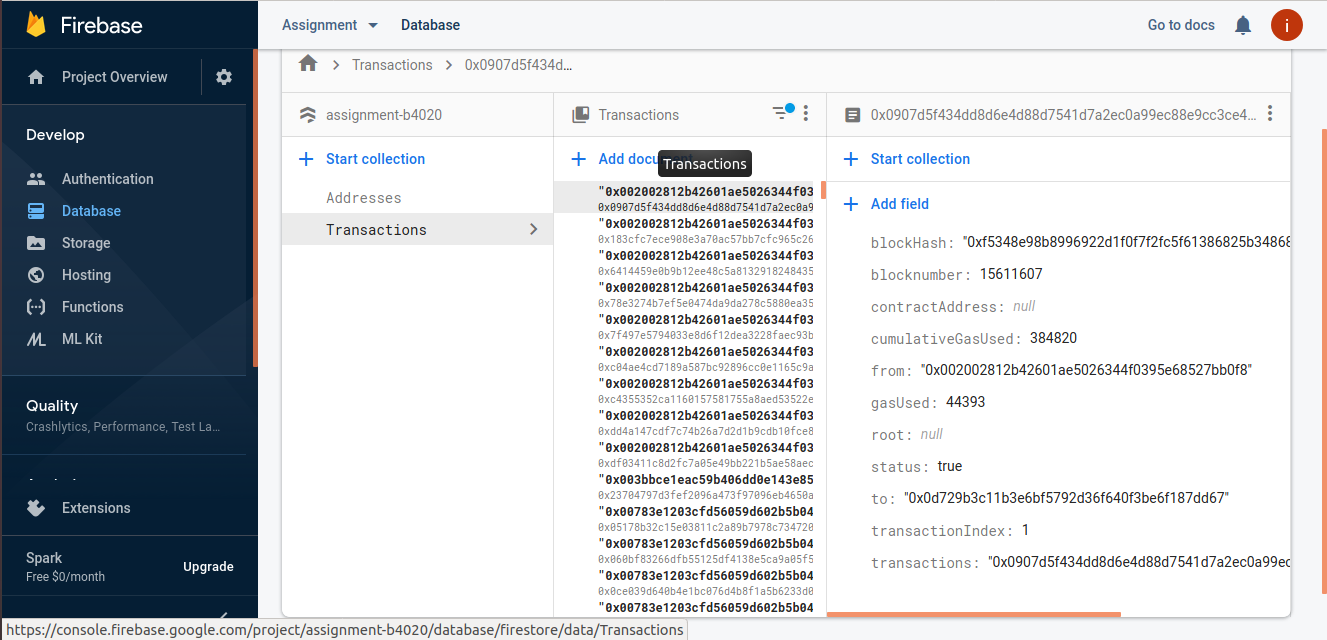 Firebase
Assignment
Database
Go to docs
i
Project Overview
Develop
Authentication
Database
Storage
Hosting
Functions
ML Kit
Quality
Crashlytics, Performance, Test La...
Extensions
Spark
Free $0/month
Upgrade
Transactions
0x0907d5f434d...
assignment-b4020
Start collection
Addresses
Transactions
Transactions
Add docum
Transactions
"0x002002812b42601ae5026344f03
0x0907d5f434dd8d6e4d88d7541d7a2ec0a9
"0x002002812b42601ae5026344f03
0x183cfc7ece908e3a70ac57bb7cfc965c26
"0x002002812b42601ae5026344f03
0x6414459e0b9b12ee48c5a8132918248435
"0x002002812b42601ae5026344f03
0x78e3274b7ef5e0474da9da278c5880ea35
"0x002002812b42601ae5026344f03
0x7f497e5794033e8d6f12dea3228faec93b
"0x002002812b42601ae5026344f03
0xc04ae4cd7189a587bc92896cc0e1165c9a
"0x002002812b42601ae5026344f03
0xc4355352ca1160157581755a8aed53522e
"0x002002812b42601ae5026344f03
0xdd4a147cdf7c74b26a7d2d1b9cdb10fce8
"0x002002812b42601ae5026344f03
0xdf03411c8d2fc7a05e49bb221b5ae58aec
"0x003bbce1eac59b406dd0e143e85
0x23704797d3fef2096a473f97096eb4650a
"0x00783e1203cfd56059d602b5b04
0x05178b32c15e03811c2a89b7978c734720
"0x00783e1203cfd56059d602b5b04
0x060bf83266dfb55125df4138e5ca9a05f5
"0x00783e1203cfd56059d602b5b04
0x0ce039d640b4e1bc076d4b8f1a5b6233d0
"0x00783e1203cfd56059d602b5b04
0x0907d5f434dd8d6e4d88d7541d7a2ec0a99ec88e9cc3ce4...
Start collection
Add field
blockHash: "0xf5348e98b8996922d1f0f7f2fc5f61386825b34868
blocknumber: 15611607
contractAddress: null
cumulativeGasUsed: 384820
from: "0x002002812b42601ae5026344f0395e68527bb0f8"
gasUsed: 44393
root: null
status: true
to: "0x0d729b3c11b3e6bf5792d36f640f3be6f187dd67"
transactionIndex: 1
transactions: "0x0907d5f434dd8d6e4d88d7541d7a2ec0a99ec
https://console.firebase.google.com/project/assignment-b4020/database/firestore/data/Transactions